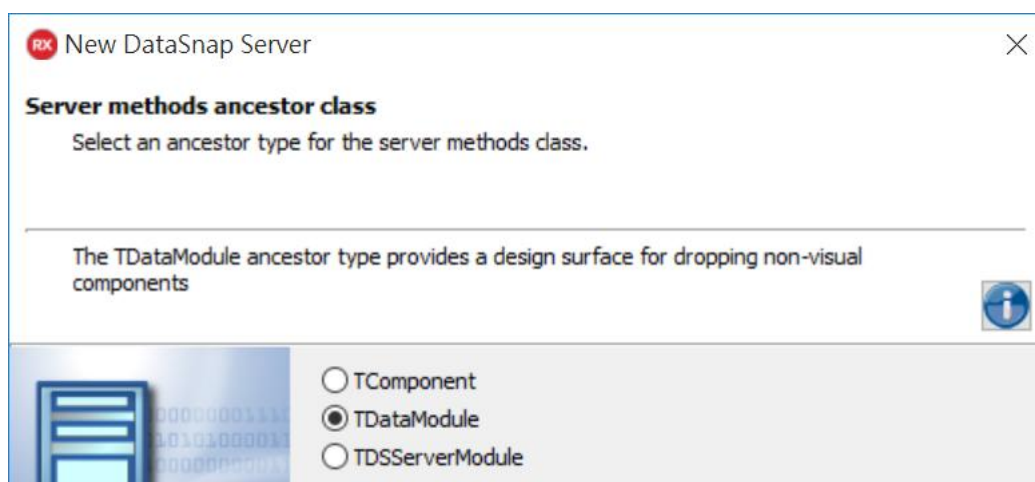 RX New DataSnap Server
Server methods ancestor class
Select an ancestor type for the server methods class.
The TDataModule ancestor type provides a design surface for dropping non-visual
components
TComponent
TDataModule
TDSServerModule